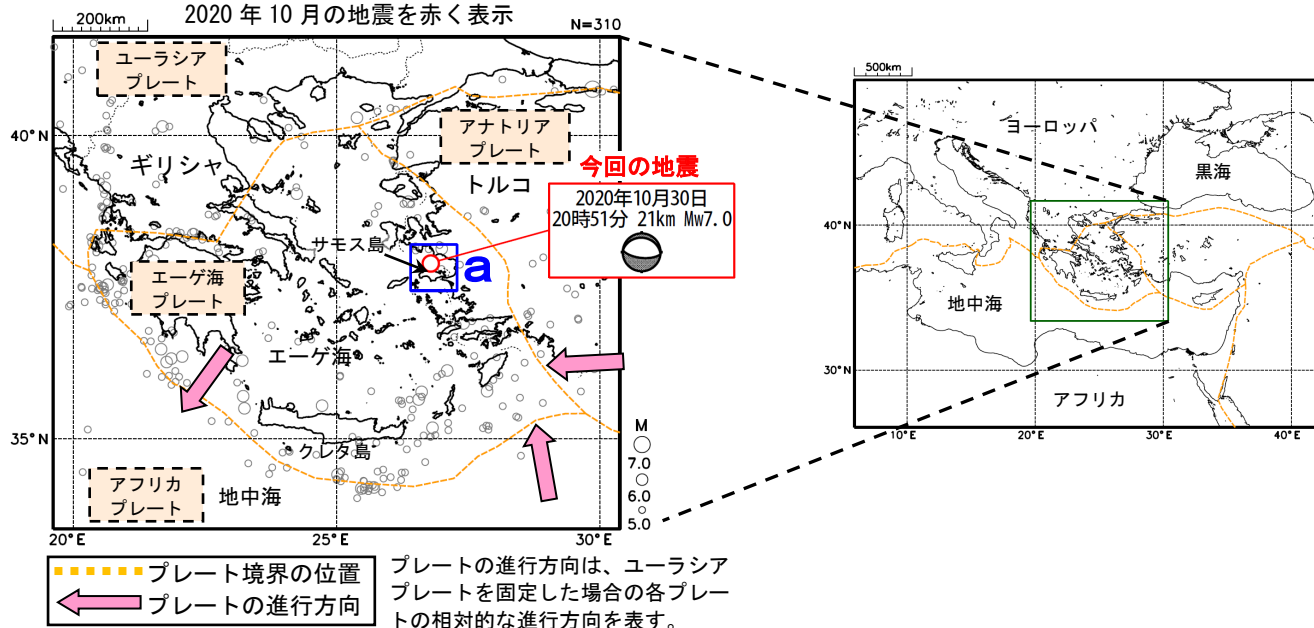 2020 年 10 月の地震を赤く表示
200km
N=310
ユーラシア
プレート
40°N
ギリシャ
アナトリア
プレート
トルコ
今回の地震
2020年10月30日
20時51分 21km Mw7.0
サモス島
a
エーゲ海
プレート
エーゲ海
35°N
クレタ島
アフリカ
プレート
地中海
M
7.0
6.0
5.0
20°E
25°E
30°E
プレート境界の位置
プレートの進行方向
プレートの進行方向は、ユーラシア
プレートを固定した場合の各プレー
トの相対的な進行方向を表す。
500km
ヨーロッパ
黒海
40°N
地中海
30°N
アフリカ
10°E
20°E
30°E
40°E